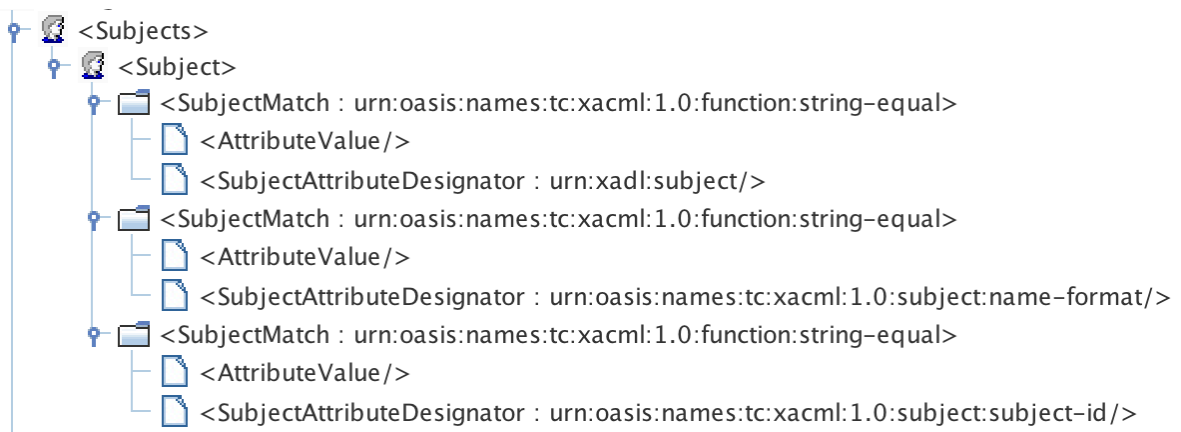 <Subjects>
<Subject>
<SubjectMatch : urn:oasis:names:tc:xacml:1.0:function:string-equal>
<AttributeValue/>
<SubjectAttributeDesignator : urn:xadl:subject/>
<SubjectMatch : urn:oasis:names:tc:xacml:1.0:function:string-equal>
<AttributeValue/>
<SubjectAttributeDesignator : urn:oasis:names:tc:xacml:1.0:subject:name-format/>
<SubjectMatch : urn:oasis:names:tc:xacml:1.0:function:string-equal>
<AttributeValue/>
<SubjectAttributeDesignator : urn:oasis:names:tc:xacml:1.0:subject:subject-id/>